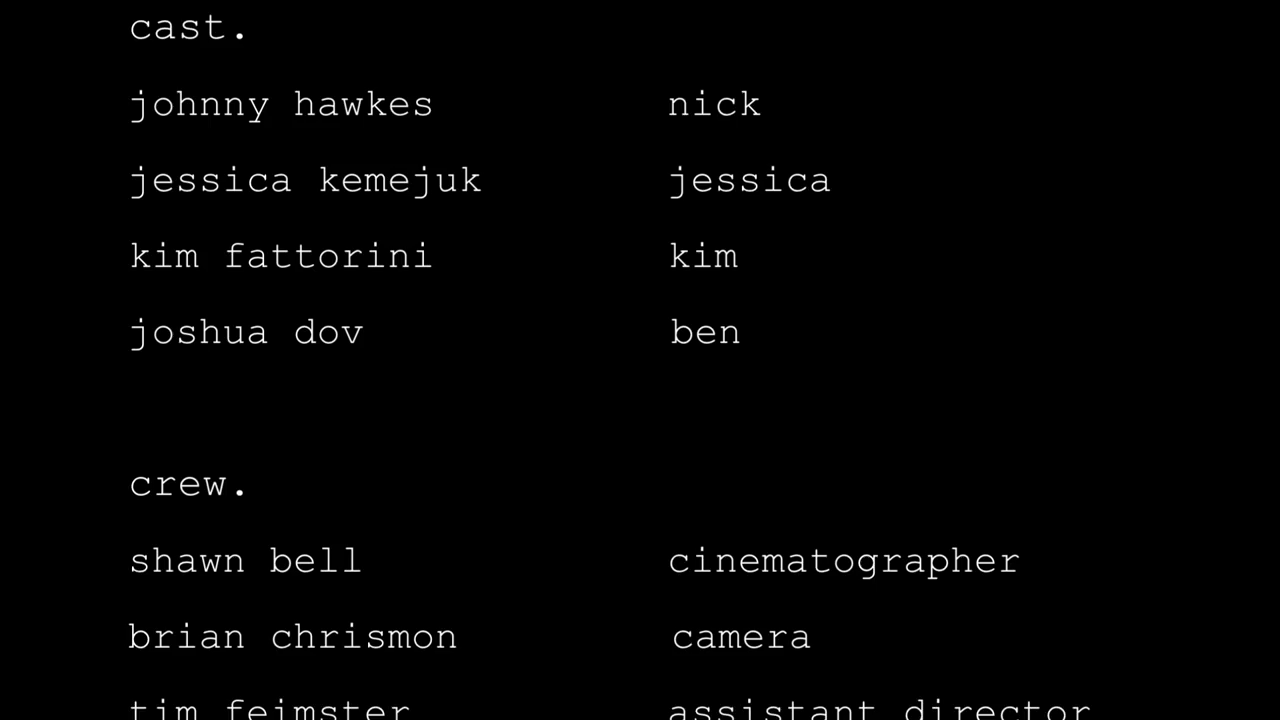 cast.
johnny hawkes nick
jessica kemejuk jessica
kim fattorini kim
joshua dov ben
crew.
shawn bell cinematographer
brian chrismon camera
tim feimster assistant director